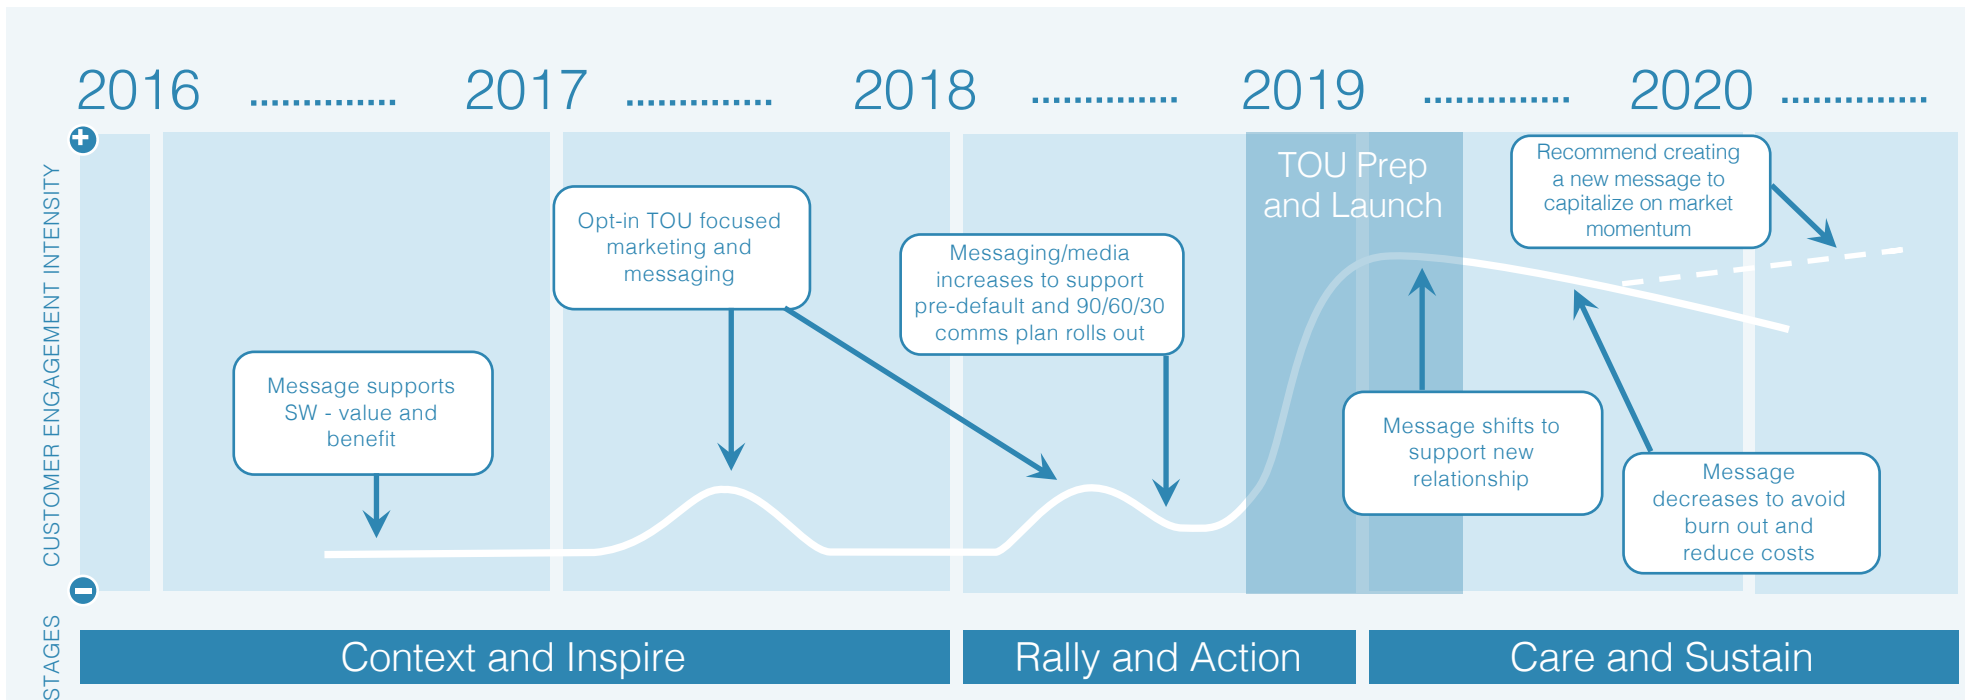 2016
2017
2018
2019
2020
CUSTOMER ENGAGEMENT INTENSITY
+
−
TOU Prep
and Launch
Message supports
SW - value and
benefit
Opt-in TOU focused
marketing and
messaging
Messaging/media
increases to support
pre-default and 90/60/30
comms plan rolls out
Message shifts to
support new
relationship
Recommend creating
a new message to
capitalize on market
momentum
Message
decreases to avoid
burn out and
reduce costs
STAGES
Context and Inspire
Rally and Action
Care and Sustain